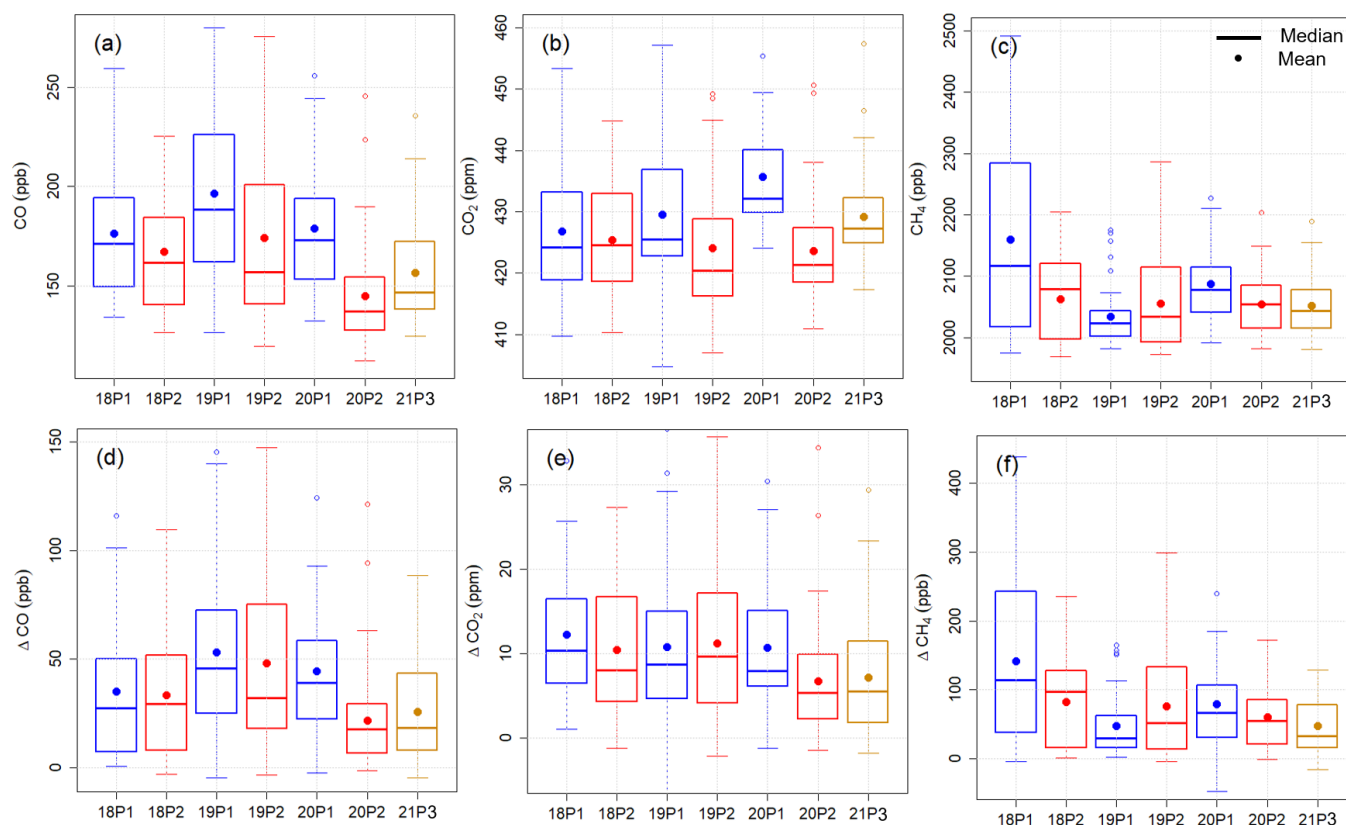 (a)
CO (ppb)
250
200
150
18P1 18P2 19P1 19P2 20P1 20P2 21P3
(b)
CO₂ (ppm)
460
450
440
430
420
410
18P1 18P2 19P1 19P2 20P1 20P2 21P3
(c)
Median
Mean
CH₄ (ppb)
2500
2400
2300
2200
2100
2000
18P1 18P2 19P1 19P2 20P1 20P2 21P3
(d)
Δ CO (ppb)
150
100
50
0
18P1 18P2 19P1 19P2 20P1 20P2 21P3
(e)
Δ CO₂ (ppm)
30
20
10
0
18P1 18P2 19P1 19P2 20P1 20P2 21P3
(f)
Δ CH₄ (ppb)
400
300
200
100
0
18P1 18P2 19P1 19P2 20P1 20P2 21P3